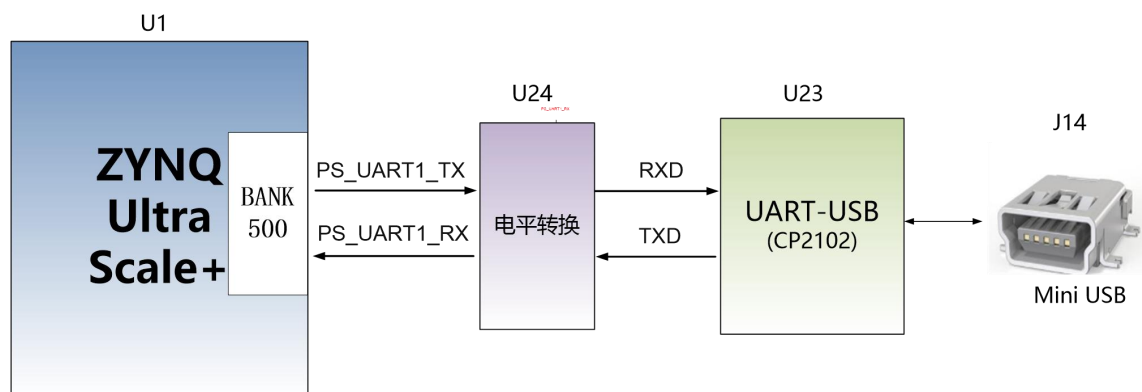 U1
U24
PS_UART1_RX
U23
J14
ZYNQ
Ultra
Scale+
BANK
500
PS_UART1_TX
PS_UART1_RX
电平转换
RXD
TXD
UART-USB
(CP2102)
Mini USB